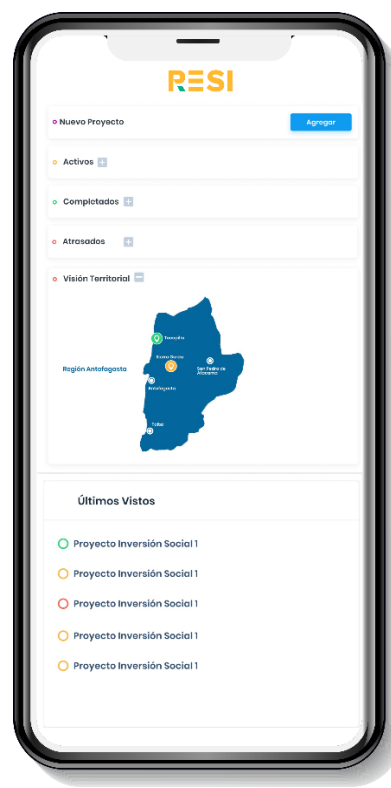 RESI
Nuevo Proyecto
Agregar
Activos
Completados
Atrasados
Visión Territorial
Tocopilla
Región Antofagasta
San Pedro de
Atacama
Antofagasta
Taltal
Últimos Vistos
Proyecto Inversión Social 1
Proyecto Inversión Social 1
Proyecto Inversión Social 1
Proyecto Inversión Social 1
Proyecto Inversión Social 1